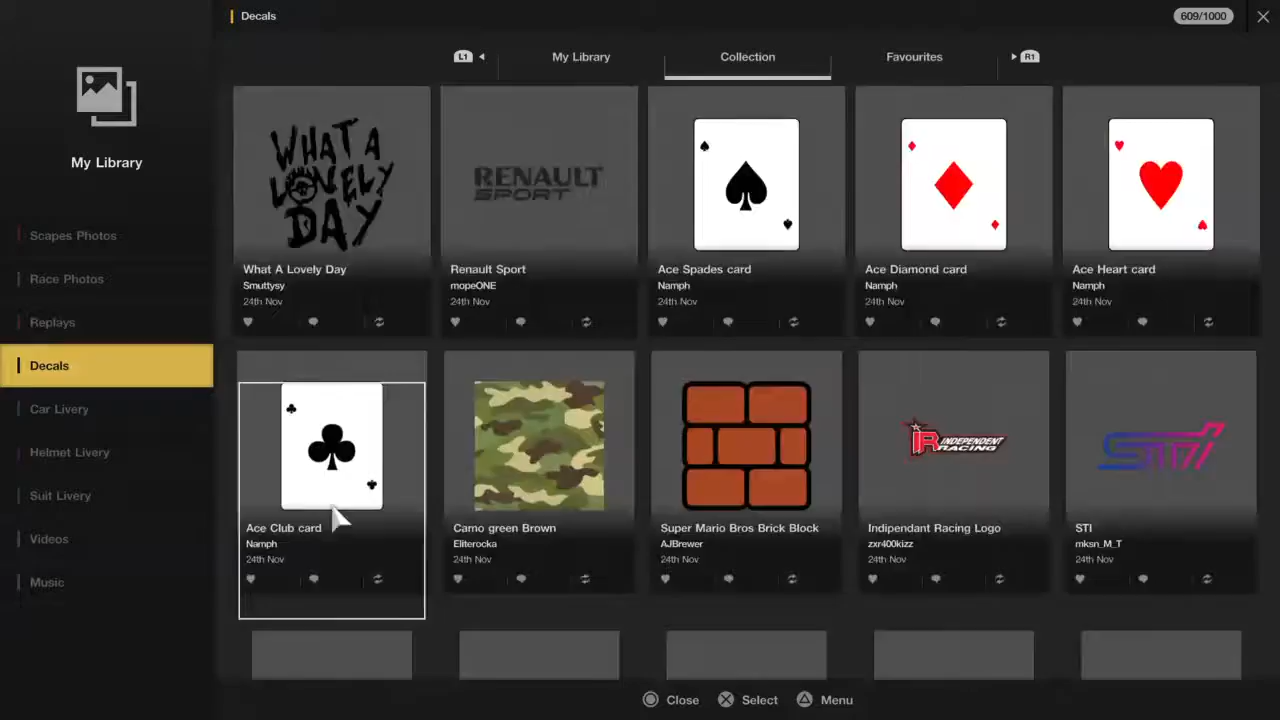 Decals
609/1000
My Library
L1
My Library
Collection
Favourites
R1
Scapes Photos
Race Photos
Replays
Decals
Car Livery
Helmet Livery
Suit Livery
Videos
Music
WHAT A
LOVELY
DAY
What A Lovely Day
Smuttysy
24th Nov
RENAULT
SPORT
Renault Sport
mopeONE
24th Nov
Ace Spades card
Namph
24th Nov
Ace Diamond card
Namph
24th Nov
Ace Heart card
Namph
24th Nov
Ace Club card
Namph
24th Nov
Camo green Brown
Eliterocka
24th Nov
Super Mario Bros Brick Block
AJBrewer
24th Nov
IR INDEPENDENT
RACING
Indipendant Racing Logo
zxr400kizz
24th Nov
STI
STI
mksn_M_T
24th Nov
Close
Select
Menu